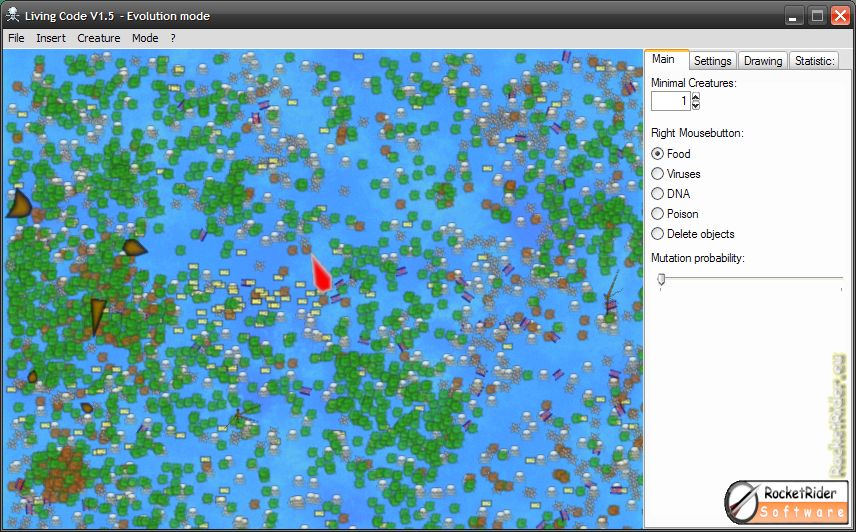 Living Code V1.5 - Evolution mode
File Insert Creature Mode ?
Main Settings Drawing Statistic:
Minimal Creatures:
1
Right Mousebutton:
Food
Viruses
DNA
Poison
Delete objects
Mutation probability:
RocketRider.eu
RocketRider
Software